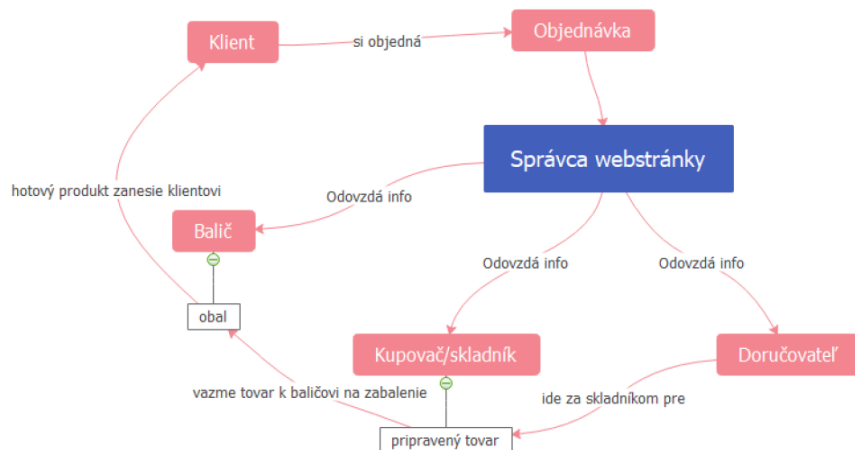 Klient
si objedná
Objednávka
Správca webstránky
hotový produkt zanesie klientovi
Odovzdá info
Balič
Odovzdá info
Odovzdá info
obal
Kupovač/skladník
Doručovateľ
vazme tovar k baličovi na zabalenie
ide za skladníkom pre
pripravený tovar